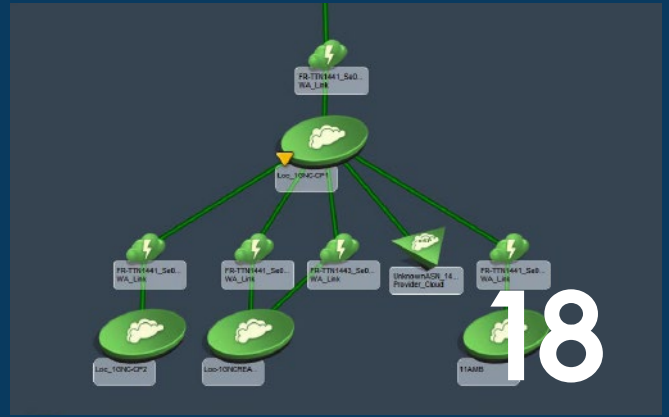 FR-TTN1441_Se0...
WA_Link
Loc_10NC-CP1
FR-TTN1441_Se0...
WA_Link
FR-TTN1441_Se0...
WA_Link
FR-TTN1443_Se0...
WA_Link
UnknownASN_14...
Provider_Cloud
FR-TTN1441_Se0...
WA_Link
Loc_10NC-CP2
Loc-10NCREA...
11AMB
18